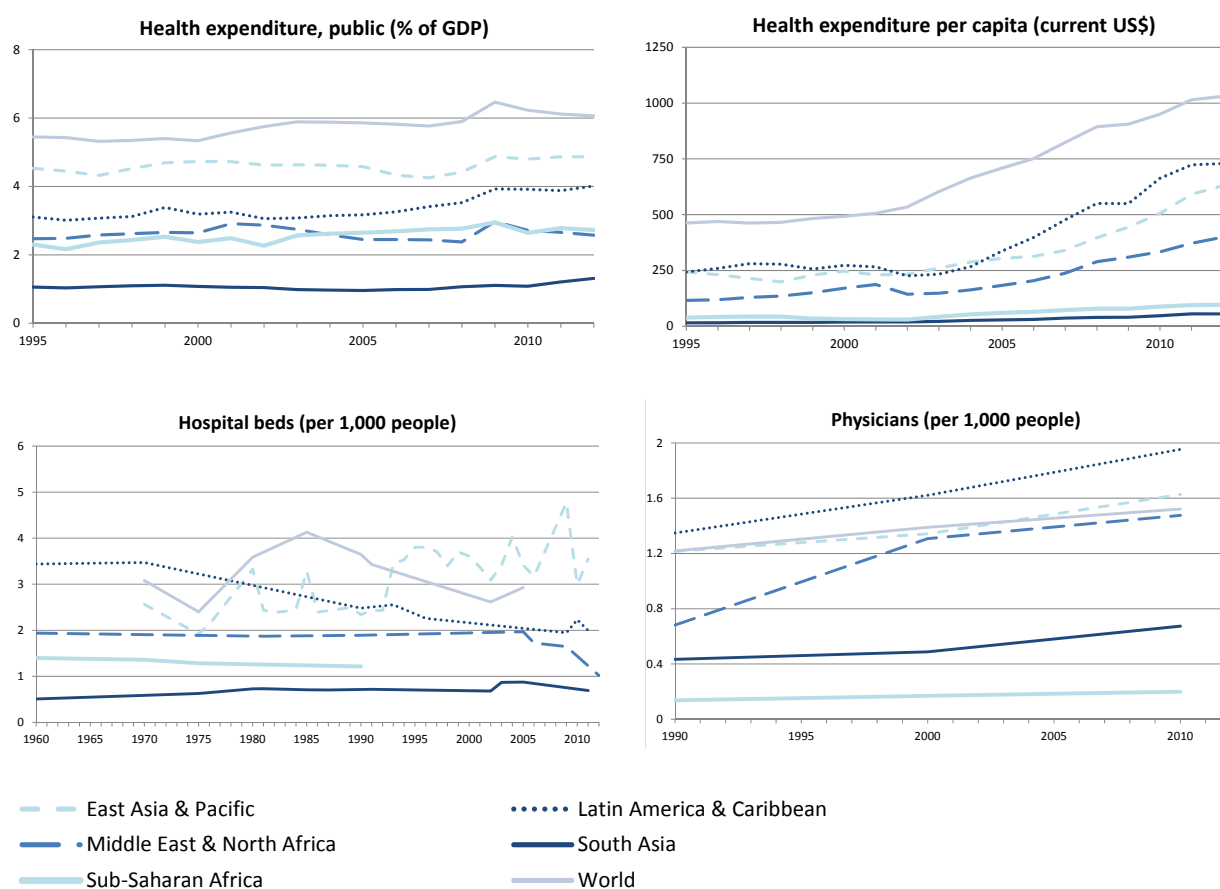 Health expenditure, public (% of GDP)
8
6
4
2
0
1995 2000 2005 2010
Health expenditure per capita (current US$)
1250
1000
750
500
250
0
1995 2000 2005 2010
Hospital beds (per 1,000 people)
6
5
4
3
2
1
0
1960 1965 1970 1975 1980 1985 1990 1995 2000 2005 2010
Physicians (per 1,000 people)
2
1.6
1.2
0.8
0.4
0
1990 1995 2000 2005 2010
East Asia & Pacific Latin America & Caribbean
Middle East & North Africa South Asia
Sub-Saharan Africa World